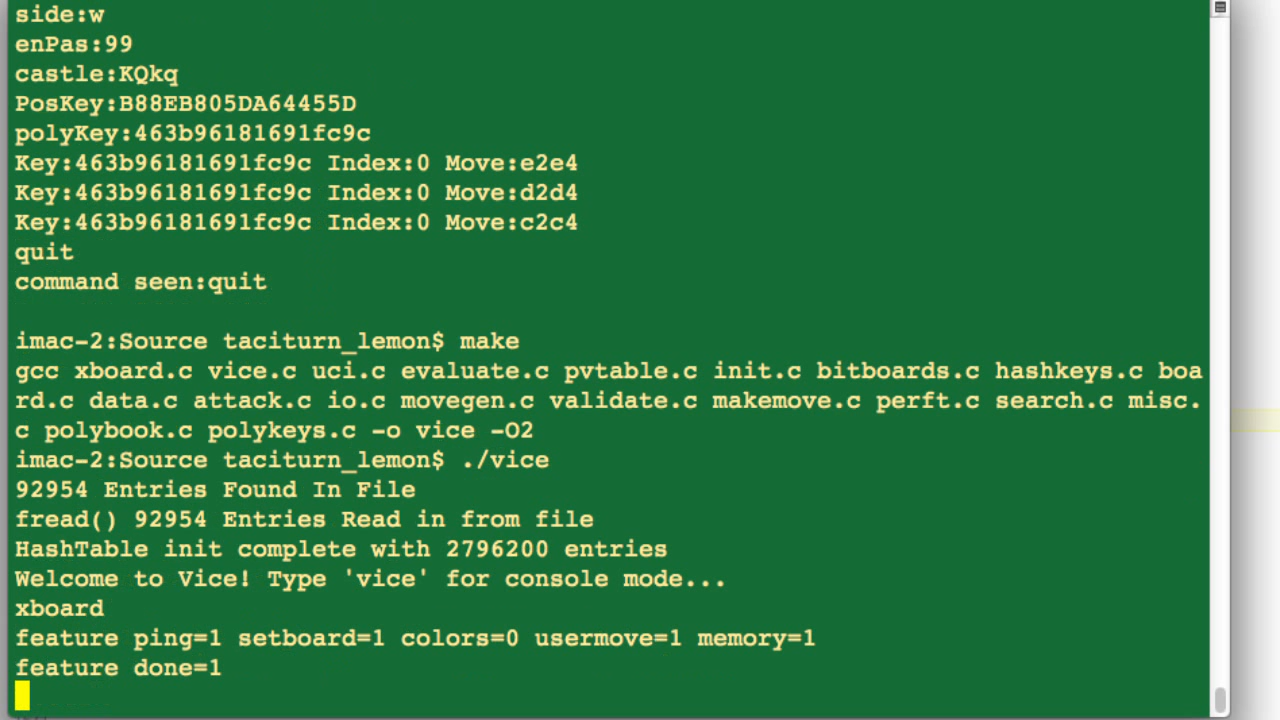 side:w
enPas:99
castle:KQkq
PosKey:B88EB805DA64455D
polyKey:463b96181691fc9c
Key:463b96181691fc9c Index:0 Move:e2e4
Key:463b96181691fc9c Index:0 Move:d2d4
Key:463b96181691fc9c Index:0 Move:c2c4
quit
command seen:quit
imac-2:Source taciturn_lemon$ make
gcc xboard.c vice.c uci.c evaluate.c pvtable.c init.c bitboards.c hashkeys.c boa
rd.c data.c attack.c io.c movegen.c validate.c makemove.c perft.c search.c misc.
c polybook.c polykeys.c -o vice -O2
imac-2:Source taciturn_lemon$ ./vice
92954 Entries Found In File
fread() 92954 Entries Read in from file
HashTable init complete with 2796200 entries
Welcome to Vice! Type 'vice' for console mode...
xboard
feature ping=1 setboard=1 colors=0 usermove=1 memory=1
feature done=1